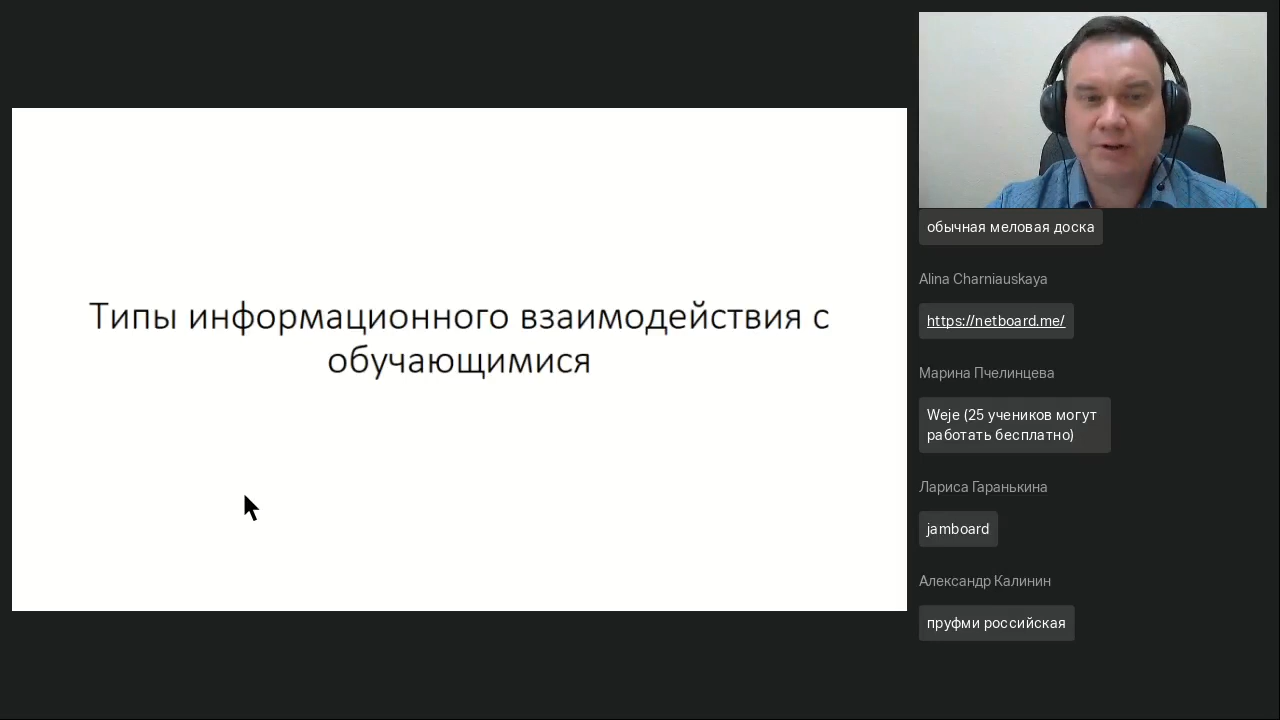 Типы информационного взаимодействия с
обучающимися
обычная меловая доска
Alina Charniauskaya
https://netboard.me/
Марина Пчелинцева
Weje (25 учеников могут
работать бесплатно)
Лариса Гаранькина
jamboard
Александр Калинин
пруфми российская